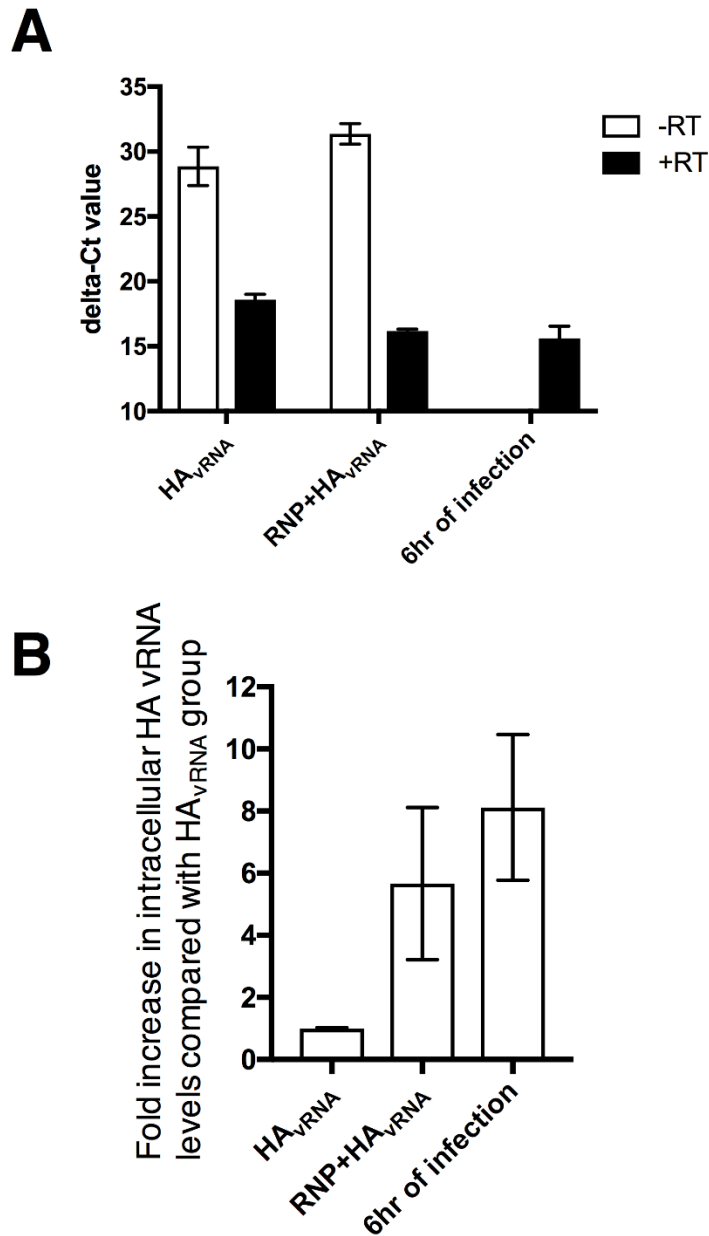 A
delta-Ct value
35
30
25
20
15
10
-RT
+RT
HAvRNA
RNP+HAvRNA
6hr of infection
B
Fold increase in intracellular HA vRNA
levels compared with HAvRNA group
12
10
8
6
4
2
0
HAvRNA
RNP+HAvRNA
6hr of infection